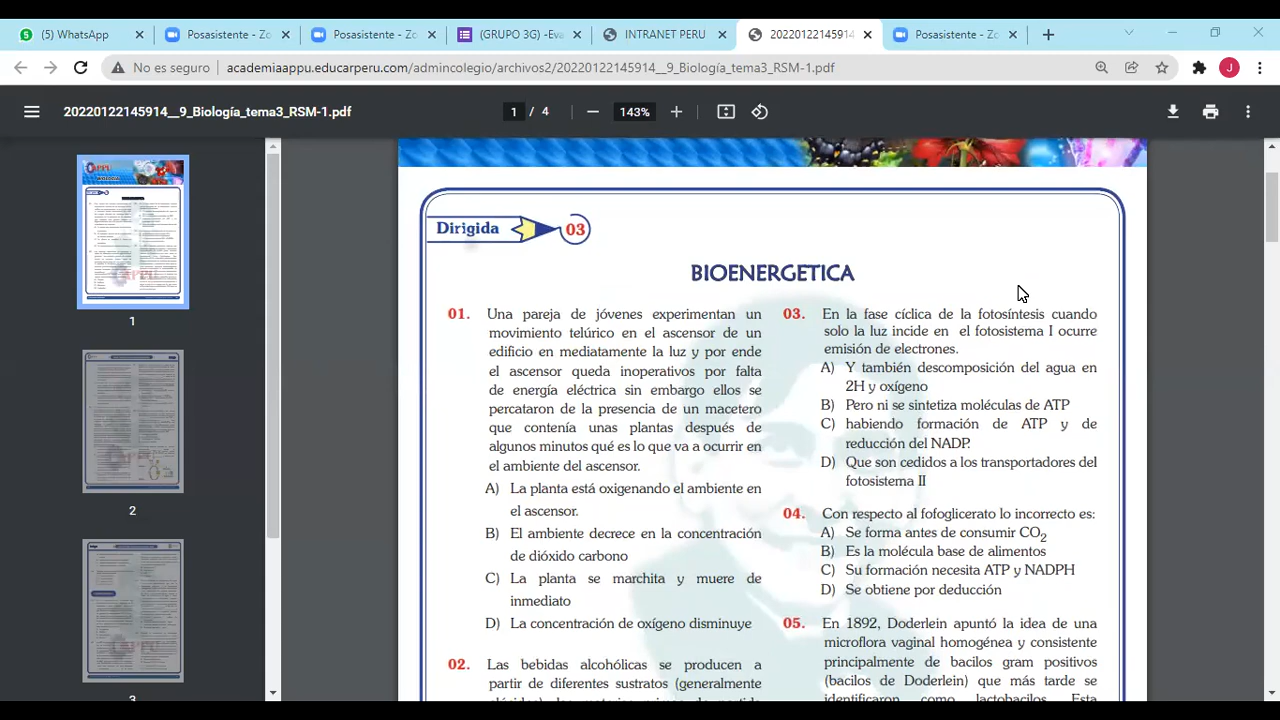 (5) WhatsApp
Posasistente - Zo
Posasistente - Zo
(GRUPO 3G) -Eva
INTRANET PERU
20220122145914
Posasistente - Zo
No es seguro
academiaappu.educarperu.com/admincolegio/archivos2/20220122145914__9_Biología_tema3_RSM-1.pdf
J
20220122145914__9_Biología_tema3_RSM-1.pdf
1 / 4
143%
1
2
3
Dirigida 03
BIOENERGETICA
01. Una pareja de jóvenes experimentan un
movimiento telúrico en el ascensor de un
edificio en mediatamente la luz y por ende
el ascensor queda inoperativos por falta
de energía eléctrica sin embargo ellos se
percataron de la presencia de un macetero
que contenía unas plantas después de
algunos minutos qué es lo que va a ocurrir en
el ambiente del ascensor.
A) La planta está oxigenando el ambiente en
el ascensor.
B) El ambiente decrece en la concentración
de dióxido carbono
C) La planta se marchita y muere de
inmediato
D) La concentración de oxígeno disminuye
02. Las bebidas alcohólicas se producen a
partir de diferentes sustratos (generalmente
03. En la fase cíclica de la fotosíntesis cuando
solo la luz incide en el fotosistema I ocurre
emisión de electrones.
A) Y también descomposición del agua en
2H y oxígeno
B) Pero ni se sintetiza moléculas de ATP
C) habiendo formación de ATP y de
reducción del NADP.
D) Que son cedidos a los transportadores del
fotosistema II
04. Con respecto al fofoglicerato lo incorrecto es:
A) Se forma antes de consumir CO2
B) Es la molécula base de alimentos
C) Su formación necesita ATP y NADPH
D) Se obtiene por deducción
05. En 1892, Doderlein apuntó la idea de una
microflora vaginal homogénea y consistente
principalmente de bacilos gram positivos
(bacilos de Doderlein) que más tarde se
identificaron como lactobacilos. Esta